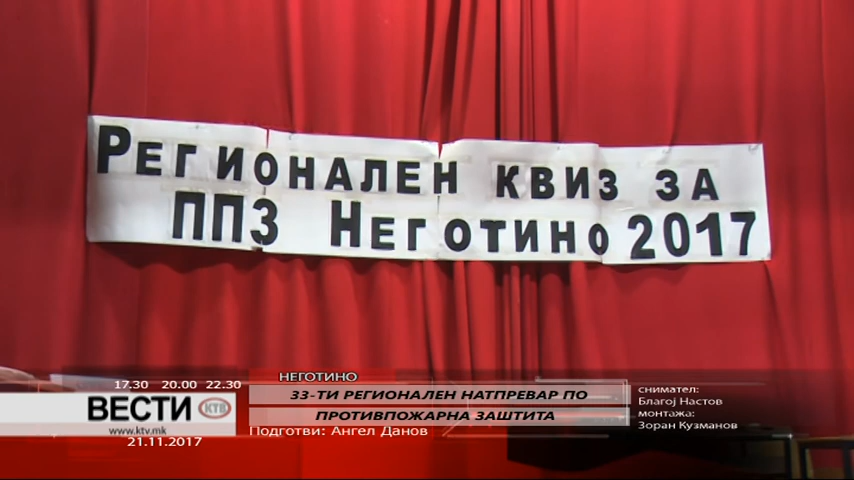 РЕГИОНАЛЕН КВИЗ ЗА
ППЗ НЕГОТИНО 2017
НЕГОТИНО
17.30 20.00 22.30
33-ТИ РЕГИОНАЛЕН НАТПРЕВАР ПО
ПРОТИВПОЖАРНА ЗАШТИТА
ВЕСТИ КТВ
www.ktv.mk
21.11.2017
Подготви: Ангел Данов
снимател:
Благој Настов
монтажа:
Зоран Кузманов